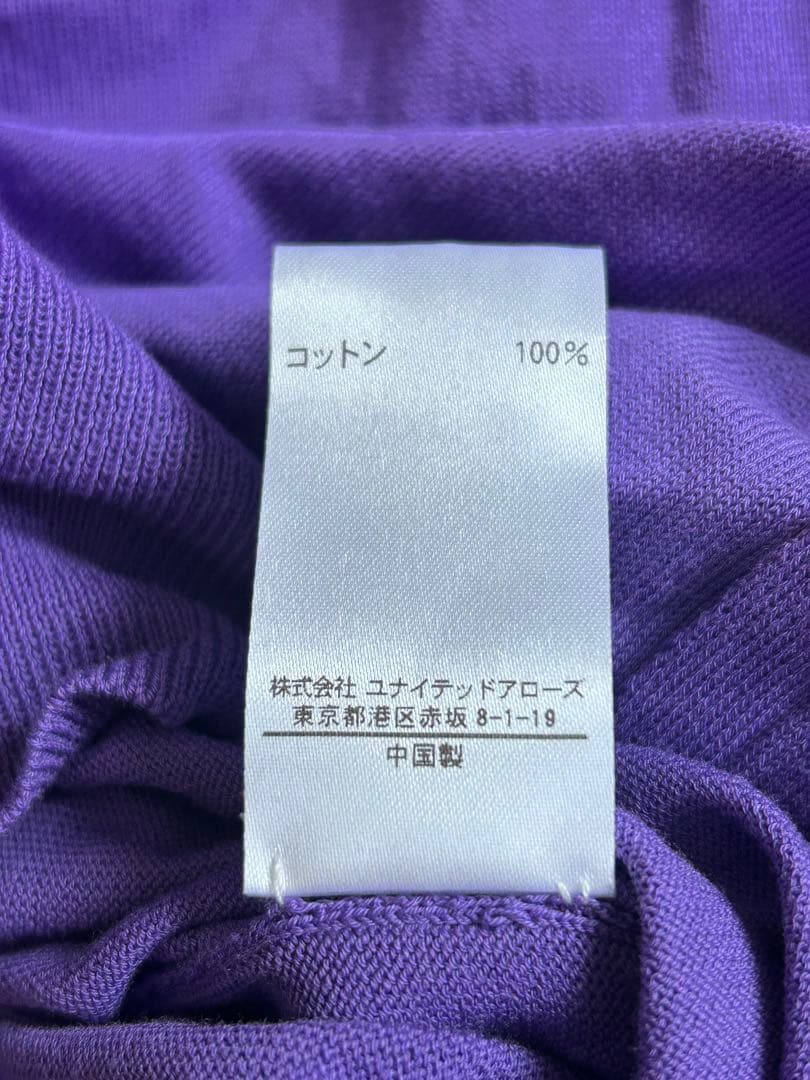 コットン 100%
株式会社 ユナイテッドアローズ
東京都港区赤坂 8-1-19
中国製